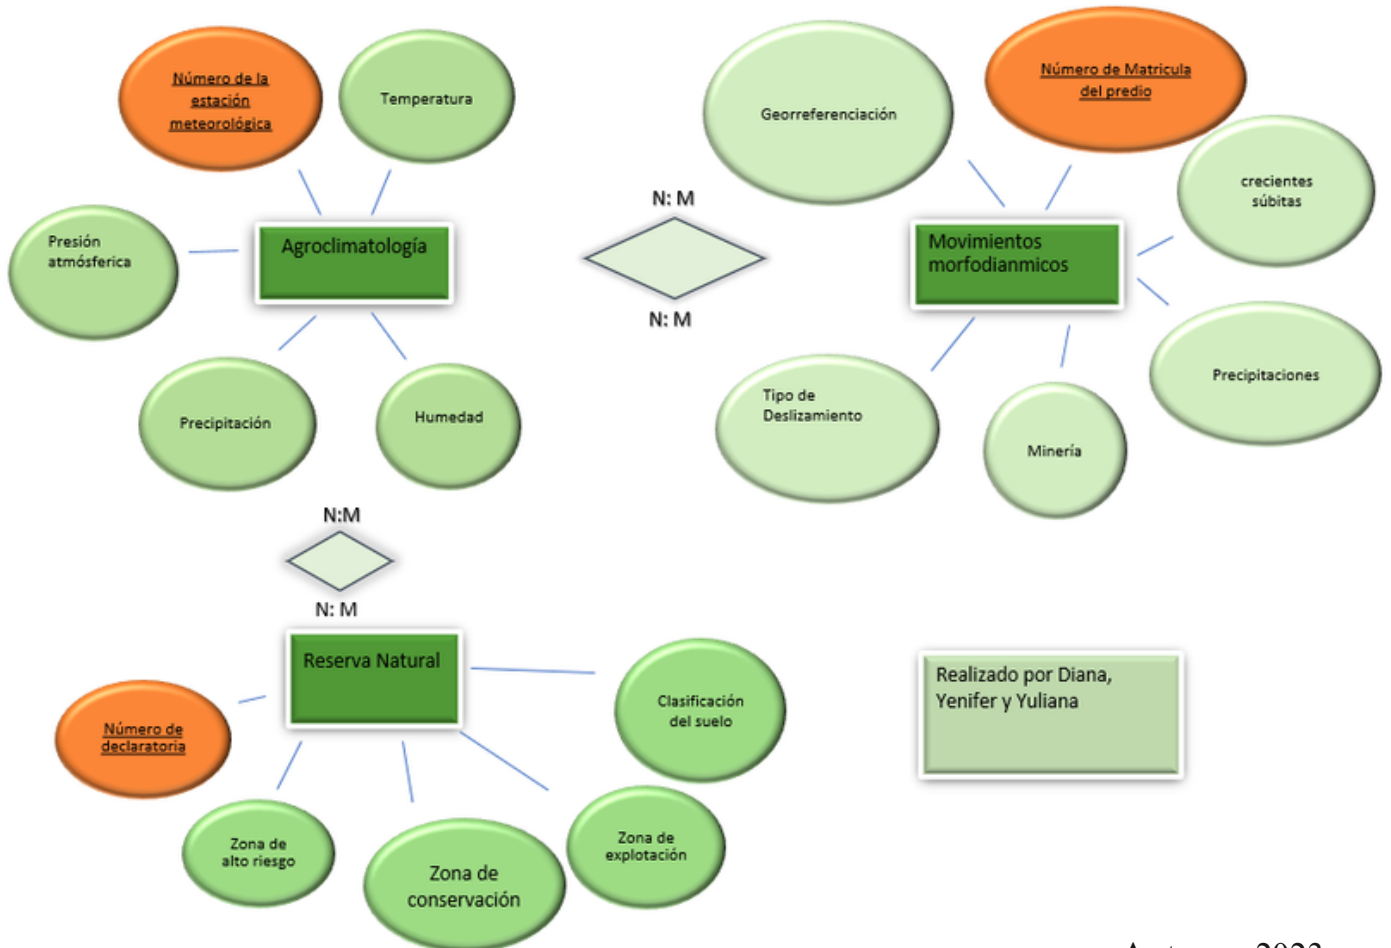 Número de la
estación
meteorológica
Temperatura
Georreferenciación
Número de Matricula
del predio
crecientes
súbitas
Presión
atmósferica
Agroclimatología
N: M
N: M
Movimientos
morfodianmicos
Precipitación
Humedad
Tipo de
Deslizamiento
Minería
Precipitaciones
N:M
N: M
Reserva Natural
Número de
declaratoria
Zona de
alto riesgo
Zona de
conservación
Zona de
explotación
Clasificación
del suelo
Realizado por Diana,
Yenifer y Yuliana